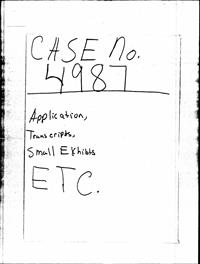 CASE No.
4987
Application,
Transcripts,
Small Exhibits
ETC.